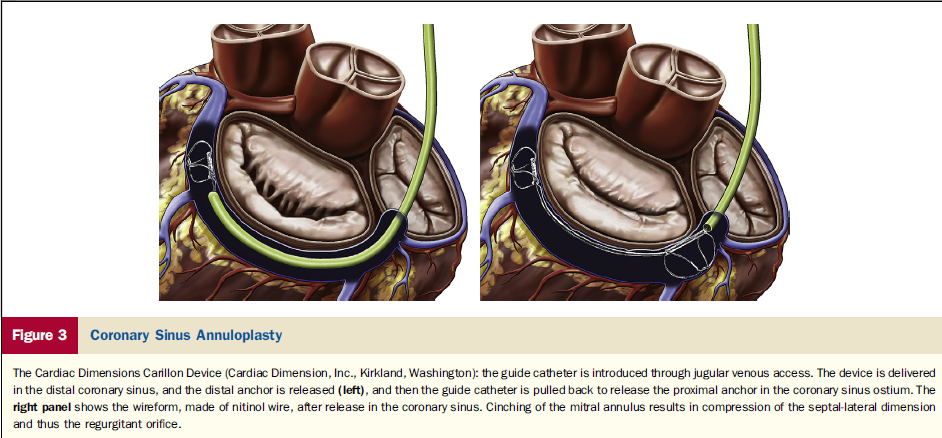 Figure 3 Coronary Sinus Annuloplasty
The Cardiac Dimensions Carillon Device (Cardiac Dimension, Inc., Kirkland, Washington): the guide catheter is introduced through jugular venous access. The device is delivered
in the distal coronary sinus, and the distal anchor is released (left), and then the guide catheter is pulled back to release the proximal anchor in the coronary sinus ostium. The
right panel shows the wireform, made of nitinol wire, after release in the coronary sinus. Cinching of the mitral annulus results in compression of the septal-lateral dimension
and thus the regurgitant orifice.